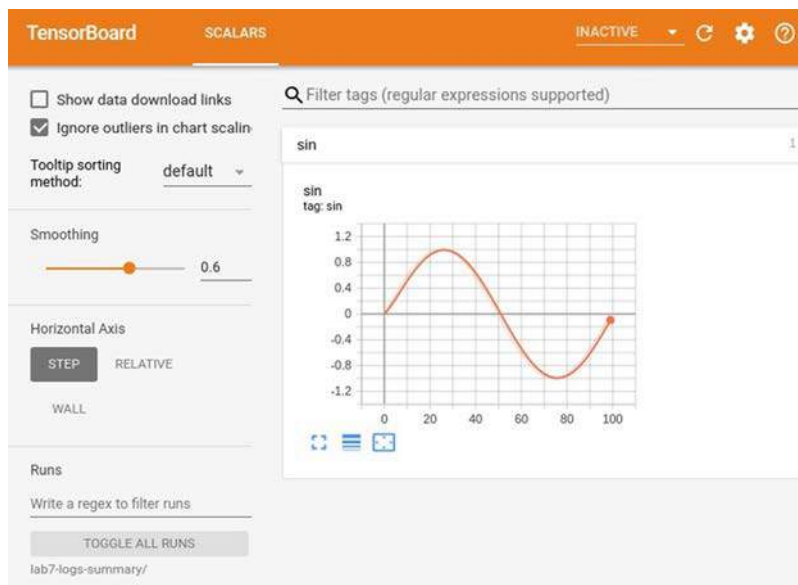 TensorBoard SCALARS INACTIVE
Show data download links
Ignore outliers in chart scalin
Tooltip sorting
method:
default
Smoothing
0.6
Horizontal Axis
STEP RELATIVE
WALL
Runs
Write a regex to filter runs
TOGGLE ALL RUNS
lab7-logs-summary/
Filter tags (regular expressions supported)
sin 1
sin
tag: sin
1.2
0.8
0.4
0
-0.4
-0.8
-1.2
0 20 40 60 80 100